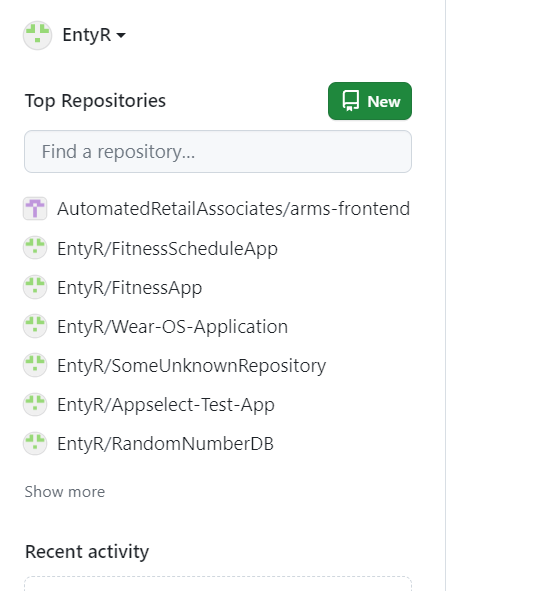 EntyR
Top Repositories
New
Find a repository...
AutomatedRetailAssociates/arms-frontend
EntyR/FitnessScheduleApp
EntyR/FitnessApp
EntyR/Wear-OS-Application
EntyR/SomeUnknownRepository
EntyR/Appselect-Test-App
EntyR/RandomNumberDB
Show more
Recent activity